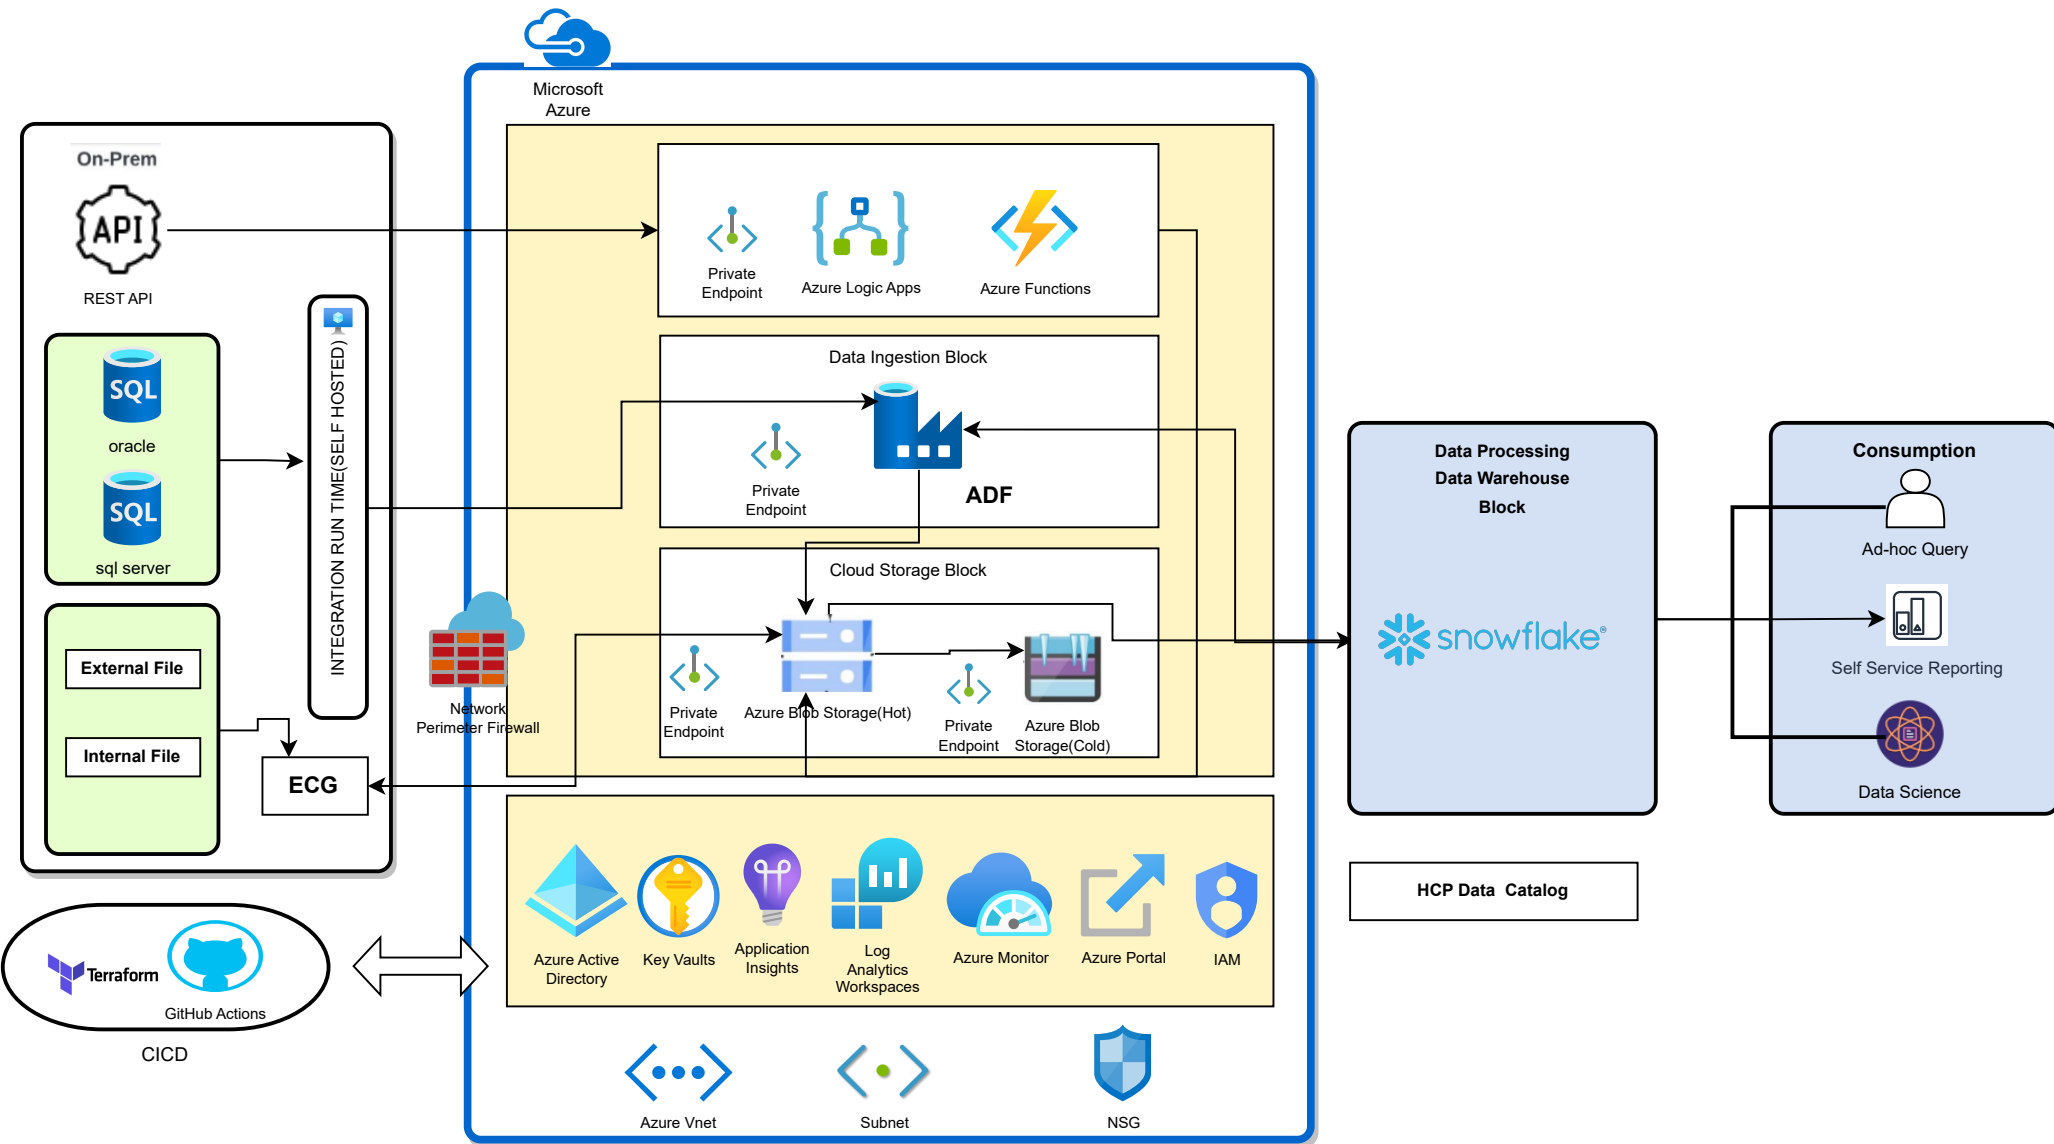 Microsoft
Azure
On-Prem
API
REST API
SQL
oracle
SQL
sql server
INTEGRATION RUN TIME(SELF HOSTED)
External File
Internal File
ECG
Network
Perimeter Firewall
Private
Endpoint
Azure Logic Apps
Azure Functions
Data Ingestion Block
Private
Endpoint
ADF
Cloud Storage Block
Private
Endpoint
Azure Blob Storage(Hot)
Private
Endpoint
Azure Blob
Storage(Cold)
Data Processing
Data Warehouse
Block
snowflake®
Consumption
Ad-hoc Query
Self Service Reporting
Data Science
HCP Data Catalog
Terraform
GitHub Actions
CICD
Azure Active
Directory
Key Vaults
Application
Insights
Log
Analytics
Workspaces
Azure Monitor
Azure Portal
IAM
Azure Vnet
Subnet
NSG